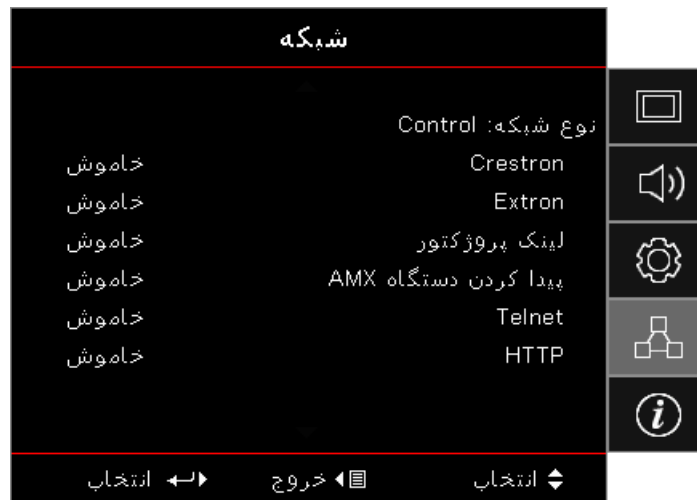 شبکه
نوع شبکه: Control
Crestron خاموش
Extron خاموش
لینک پروژکتور خاموش
پیدا کردن دستگاه AMX خاموش
Telnet خاموش
HTTP خاموش
انتخاب خروج انتخاب